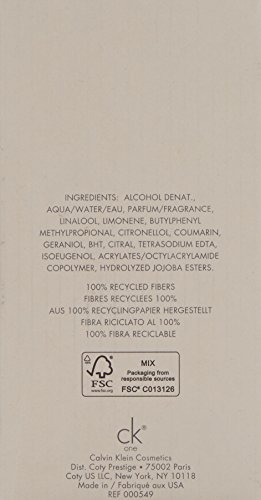 INGREDIENTS: ALCOHOL DENAT.,
AQUA/WATER/EAU, PARFUM/FRAGRANCE,
LINALOOL, LIMONENE, BUTYLPHENYL
METHYLPROPIONAL, CITRONELLOL, COUMARIN,
GERANIOL, BHT, CITRAL, TETRASODIUM EDTA,
ISOEUGENOL, ACRYLATES/OCTYLACRYLAMIDE
COPOLYMER, HYDROLYZED JOJOBA ESTERS.
100% RECYCLED FIBERS
FIBRES RECYCLEES 100%
AUS 100% RECYCLINGPAPIER HERGESTELLT
FIBRA RICICLATO AL 100%
100% FIBRA RECICLABLE
FSC
www.fsc.org
MIX
Packaging from
responsible sources
FSC® C013126
ck
one
Calvin Klein Cosmetics
Dist. Coty Prestige • 75002 Paris
Coty US LLC, New York, NY 10118
Made in / Fabriqué aux USA
REF 000549